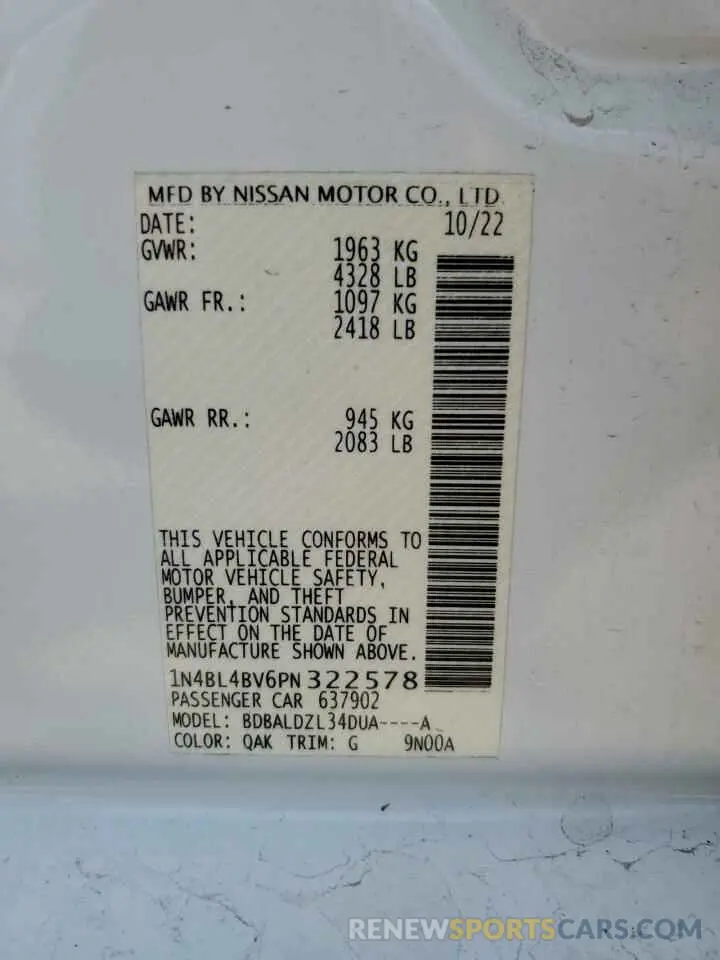 MFD BY NISSAN MOTOR CO., LTD.
DATE: 10/22
GVWR: 1963 KG
4328 LB
GAWR FR.: 1097 KG
2418 LB
GAWR RR.: 945 KG
2083 LB
THIS VEHICLE CONFORMS TO
ALL APPLICABLE FEDERAL
MOTOR VEHICLE SAFETY,
BUMPER, AND THEFT
PREVENTION STANDARDS IN
EFFECT ON THE DATE OF
MANUFACTURE SHOWN ABOVE.
1N4BL4BV6PN322578
PASSENGER CAR 637902
MODEL: BDBALDZL34DUA----A
COLOR: QAK TRIM: G 9N00A
RENEWSPORTSCARS.COM